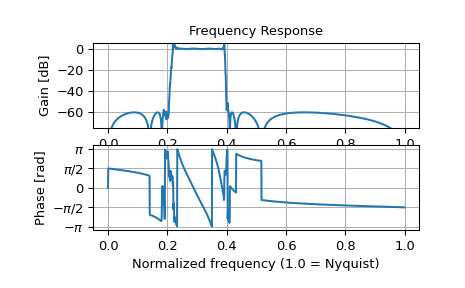 Frequency Response
Gain [dB]
0
−20
−40
−60
0.0 0.2 0.4 0.6 0.8 1.0
Phase [rad]
π
π/2
0
−π/2
−π
0.0 0.2 0.4 0.6 0.8 1.0
Normalized frequency (1.0 = Nyquist)